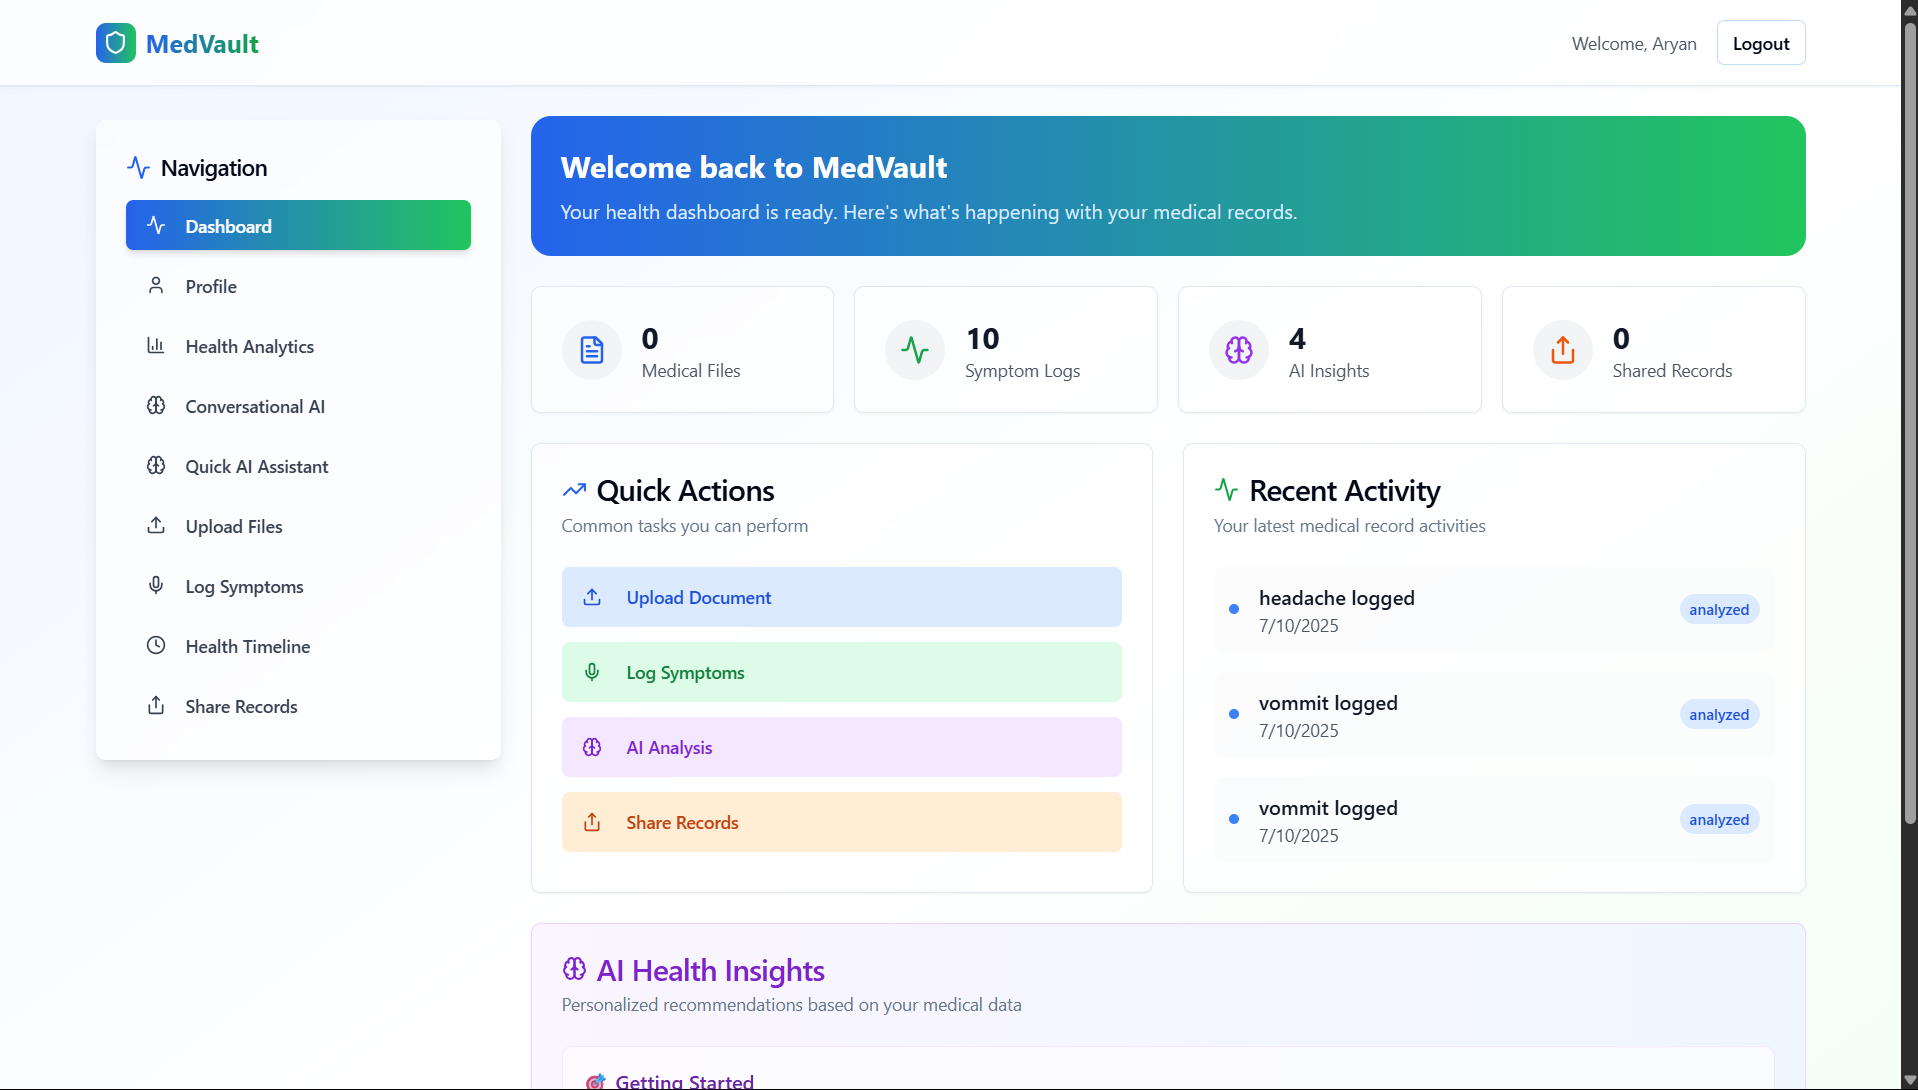 MedVault
Welcome, Aryan
Logout
Navigation
Dashboard
Profile
Health Analytics
Conversational AI
Quick AI Assistant
Upload Files
Log Symptoms
Health Timeline
Share Records
Welcome back to MedVault
Your health dashboard is ready. Here's what's happening with your medical records.
0
Medical Files
10
Symptom Logs
4
AI Insights
0
Shared Records
Quick Actions
Common tasks you can perform
Upload Document
Log Symptoms
AI Analysis
Share Records
Recent Activity
Your latest medical record activities
headache logged
7/10/2025
analyzed
vommit logged
7/10/2025
analyzed
vommit logged
7/10/2025
analyzed
AI Health Insights
Personalized recommendations based on your medical data
Getting Started